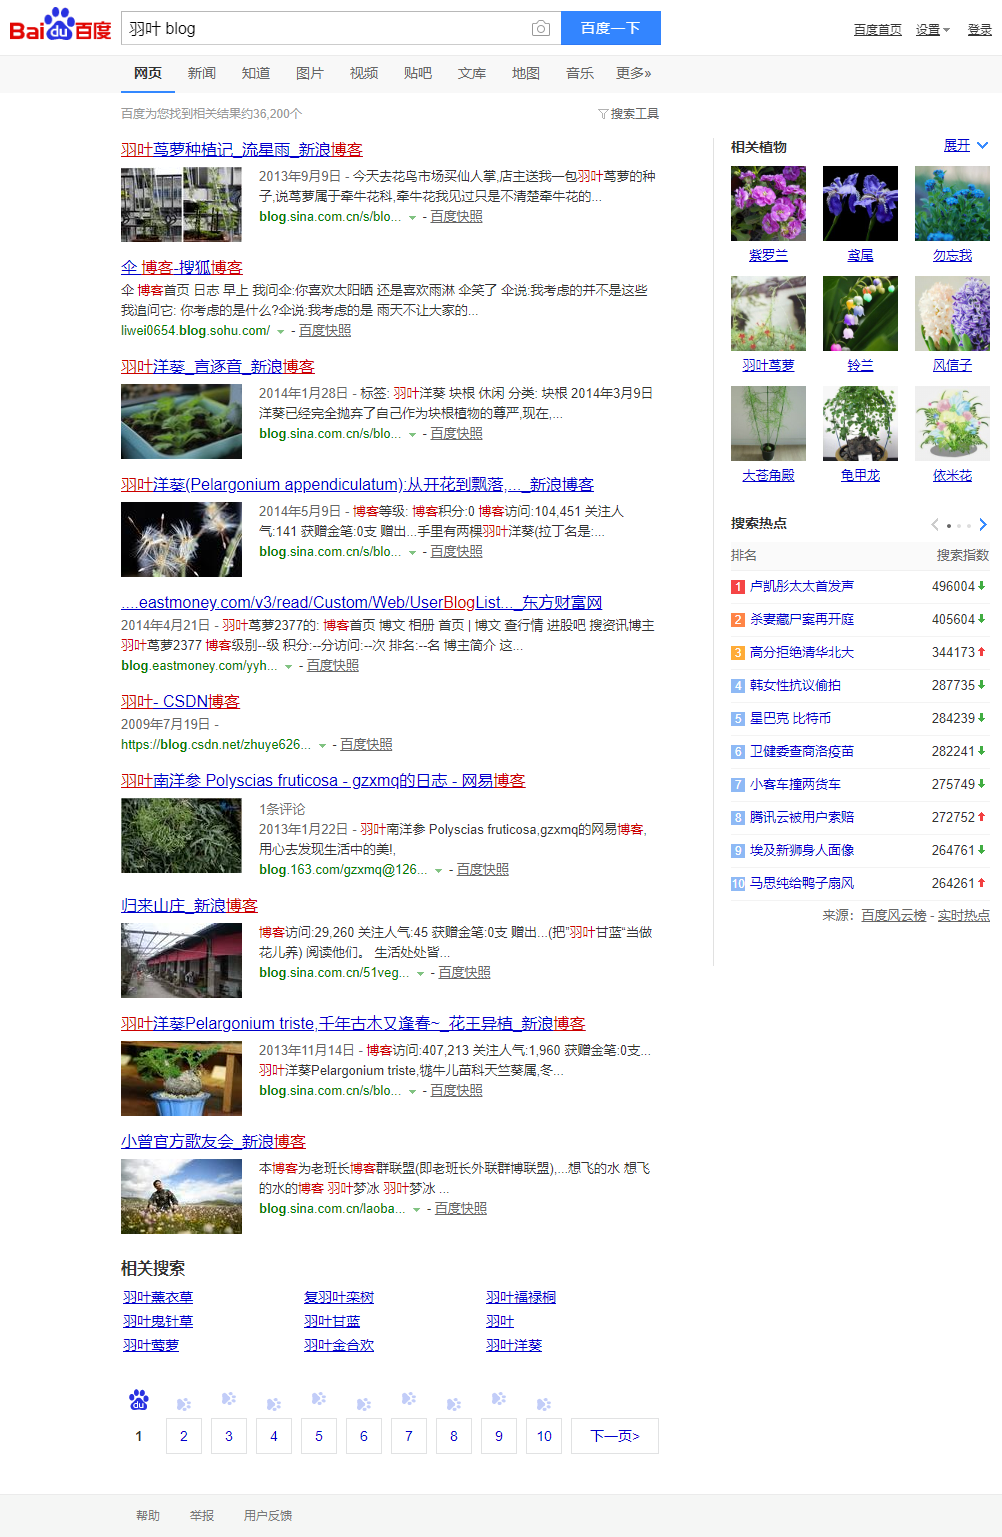 Bai du 百度
羽叶 blog
百度一下
百度首页 设置 登录
网页 新闻 知道 图片 视频 贴吧 文库 地图 音乐 更多»
百度为您找到相关结果约36,200个
搜索工具
羽叶茑萝种植记_流星雨_新浪博客
2013年9月9日 - 今天去花鸟市场买仙人掌,店主送我一包羽叶茑萝的种
子,说茑萝属于牵牛花科,牵牛花我见过只是不清楚牵牛花的...
blog.sina.com.cn/s/blo... - 百度快照
伞 博客-搜狐博客
伞 博客首页 日志 早上 我问伞:你喜欢太阳晒 还是喜欢雨淋 伞笑了 伞说:我考虑的并不是这些
我追问它: 你考虑的是什么?伞说:我考虑的是 雨天不让大家的...
liwei0654.blog.sohu.com/ - 百度快照
羽叶洋葵_言逐音_新浪博客
2014年1月28日 - 标签: 羽叶洋葵 块根 休闲 分类: 块根 2014年3月9日
洋葵已经完全抛弃了自己作为块根植物的尊严,现在,...
blog.sina.com.cn/s/blo... - 百度快照
羽叶洋葵(Pelargonium appendiculatum):从开花到飘落,..._新浪博客
2014年5月9日 - 博客等级: 博客积分:0 博客访问:104,451 关注人
气:141 获赠金笔:0支 赠出...手里有两棵羽叶洋葵(拉丁名是:...
blog.sina.com.cn/s/blo... - 百度快照
....eastmoney.com/v3/read/Custom/Web/UserBlogList..._东方财富网
2014年4月21日 - 羽叶茑萝2377的: 博客首页 博文 相册 首页 | 博文 查行情 进股吧 搜资讯博主
羽叶茑萝2377 博客级别--级 积分:--分访问:--次 排名:--名 博主简介 这...
blog.eastmoney.com/yyh... - 百度快照
羽叶- CSDN博客
2009年7月19日 -
https://blog.csdn.net/zhuye626... - 百度快照
羽叶南洋参 Polyscias fruticosa - gzxmq的日志 - 网易博客
1条评论
2013年1月22日 - 羽叶南洋参 Polyscias fruticosa,gzxmq的网易博客,
用心去发现生活中的美!,
blog.163.com/gzxmq@126... - 百度快照
归来山庄_新浪博客
博客访问:29,260 关注人气:45 获赠金笔:0支 赠出...(把"羽叶甘蓝"当做
花儿养) 阅读他们。 生活处处皆...
blog.sina.com.cn/51veg... - 百度快照
羽叶洋葵Pelargonium triste,千年古木又逢春~_花王异植_新浪博客
2013年11月14日 - 博客访问:407,213 关注人气:1,960 获赠金笔:0支...
羽叶洋葵Pelargonium triste,牻牛儿苗科天竺葵属,冬...
blog.sina.com.cn/s/blo... - 百度快照
小曾官方歌友会_新浪博客
本博客为老班长博客群联盟(即老班长外联群博联盟),...想飞的水 想飞
的水的博客 羽叶梦冰 羽叶梦冰 ...
blog.sina.com.cn/laoba... - 百度快照
相关搜索
羽叶薰衣草 复羽叶栾树 羽叶福禄桐
羽叶鬼针草 羽叶甘蓝 羽叶
羽叶茑萝 羽叶金合欢 羽叶洋葵
du
1 2 3 4 5 6 7 8 9 10 下一页>
相关植物 展开
紫罗兰 鸢尾 勿忘我
羽叶茑萝 铃兰 风信子
大苍角殿 龟甲龙 依米花
搜索热点
排名 搜索指数
1 卢凯彤太太首发声 496004
2 杀妻藏尸案再开庭 405604
3 高分拒绝清华北大 344173
4 韩女性抗议偷拍 287735
5 星巴克 比特币 284239
6 卫健委查商洛疫苗 282241
7 小客车撞两货车 275749
8 腾讯云被用户索赔 272752
9 埃及新狮身人面像 264761
10 马思纯给鸭子扇风 264261
来源：百度风云榜 - 实时热点
帮助 举报 用户反馈